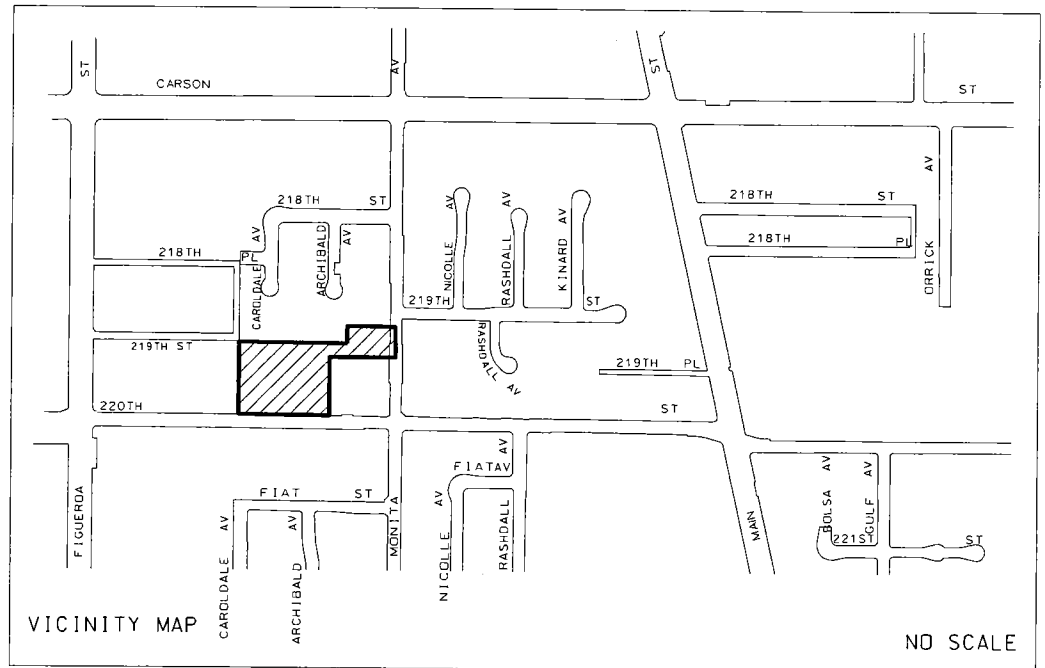 ST
CARSON
AV
ST
ST
218TH
ST
218TH
PL
CAROLDALE
AV
ARCHIBALD
AV
NICOLLE
AV
RASHDALL
AV
KINARD
AV
218TH
ST
218TH
PL
ORRICK
AV
219TH
ST
219TH ST
RASHDALL
AV
219TH
PL
220TH
ST
FIGUEROA
FIAT
ST
MONITA
FIATAV
AV
NICOLLE
AV
RASHDALL
CAROLDALE
AV
ARCHIBALD
AV
MAIN
BOLSA
AV
GULF
AV
221ST
ST
VICINITY MAP
NO SCALE